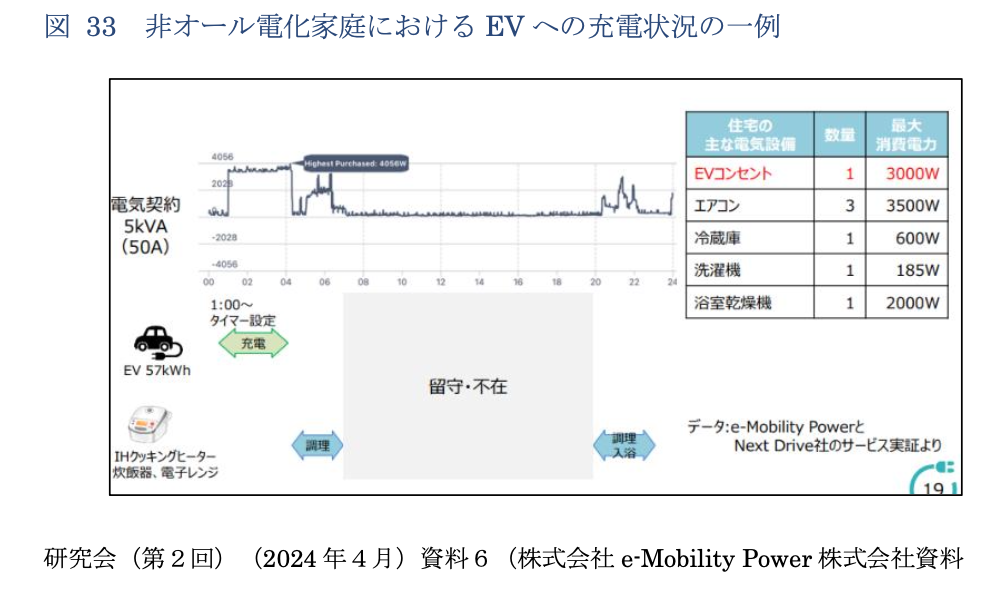 図 33　非オール電化家庭における EV への充電状況の一例
4056
Highest Purchased: 4056W
2028
0
-2028
-4056
00 02 04 06 08 10 12 14 16 18 20 22 24
電気契約
5kVA
（50A）
住宅の
主な電気設備
数量
最大
消費電力
EVコンセント 1 3000W
エアコン 3 3500W
冷蔵庫 1 600W
洗濯機 1 185W
浴室乾燥機 1 2000W
1:00～
タイマー設定
充電
EV 57kWh
留守・不在
調理
調理
入浴
IHクッキングヒーター
炊飯器、電子レンジ
データ:e-Mobility Powerと
Next Drive社のサービス実証より
19
研究会（第２回）（2024 年４月）資料６（株式会社 e-Mobility Power 株式会社資料